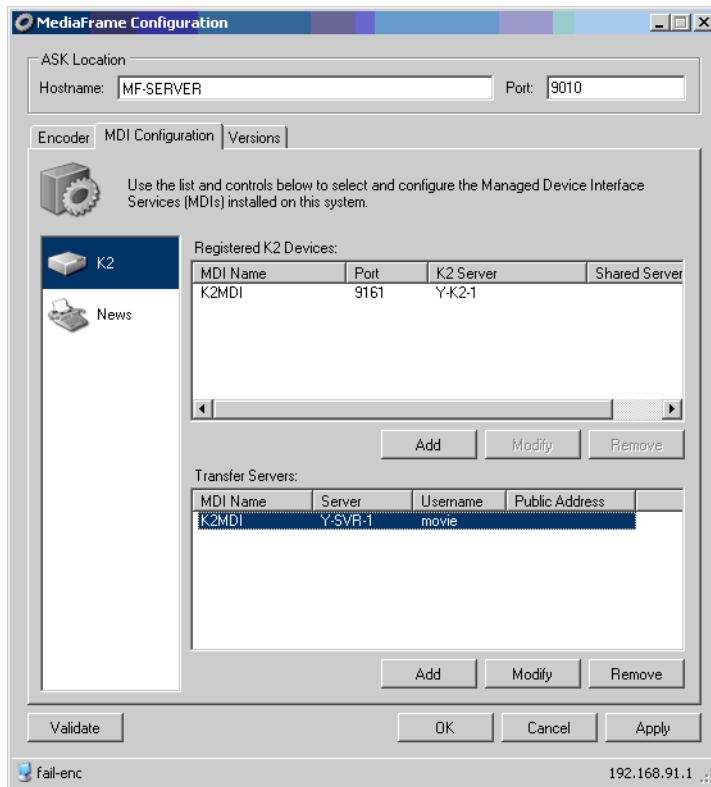 MediaFrame Configuration
ASK Location
Hostname: MF-SERVER Port: 9010
Encoder MDI Configuration Versions
Use the list and controls below to select and configure the Managed Device Interface
Services (MDIs) installed on this system.
K2
News
Registered K2 Devices:
MDI Name Port K2 Server Shared Server
K2MDI 9161 Y-K2-1
Add Modify Remove
Transfer Servers:
MDI Name Server Username Public Address
K2MDI Y-SVR-1 movie
Add Modify Remove
Validate OK Cancel Apply
fail-enc 192.168.91.1